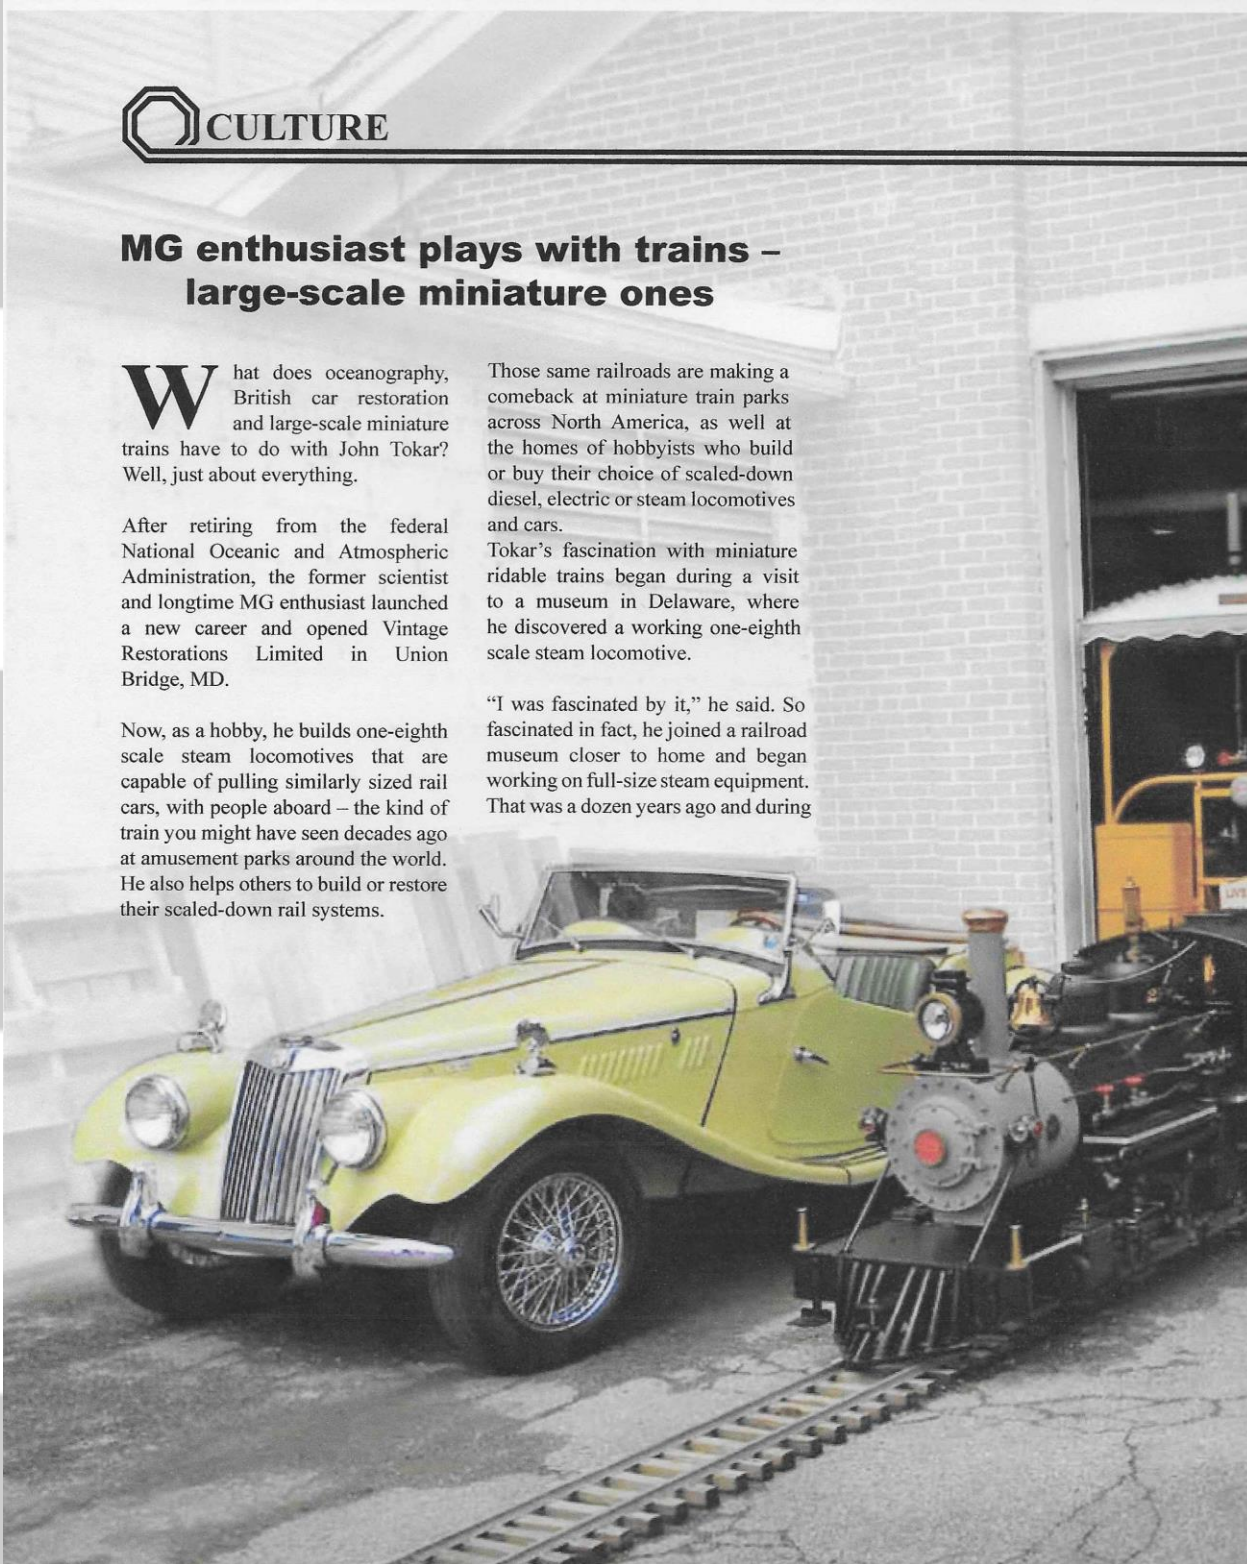 CULTURE
MG enthusiast plays with trains –
large-scale miniature ones
What does oceanography,
British car restoration
and large-scale miniature
trains have to do with John Tokar?
Well, just about everything.
After retiring from the federal
National Oceanic and Atmospheric
Administration, the former scientist
and longtime MG enthusiast launched
a new career and opened Vintage
Restorations Limited in Union
Bridge, MD.
Now, as a hobby, he builds one-eighth
scale steam locomotives that are
capable of pulling similarly sized rail
cars, with people aboard – the kind of
train you might have seen decades ago
at amusement parks around the world.
He also helps others to build or restore
their scaled-down rail systems.
Those same railroads are making a
comeback at miniature train parks
across North America, as well at
the homes of hobbyists who build
or buy their choice of scaled-down
diesel, electric or steam locomotives
and cars.
Tokar’s fascination with miniature
ridable trains began during a visit
to a museum in Delaware, where
he discovered a working one-eighth
scale steam locomotive.
“I was fascinated by it,” he said. So
fascinated in fact, he joined a railroad
museum closer to home and began
working on full-size steam equipment.
That was a dozen years ago and during
LIVE